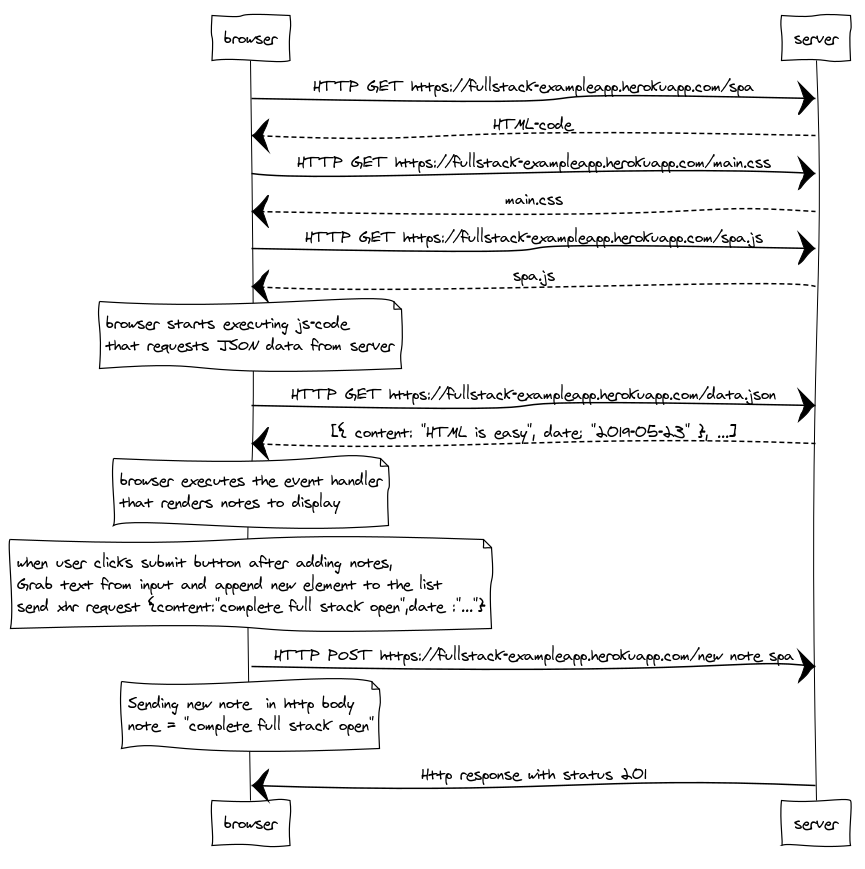 browser server
HTTP GET https://fullstack-exampleapp.herokuapp.com/spa
HTML-code
HTTP GET https://fullstack-exampleapp.herokuapp.com/main.css
main.css
HTTP GET https://fullstack-exampleapp.herokuapp.com/spa.js
spa.js
browser starts executing js-code
that requests JSON data from server
HTTP GET https://fullstack-exampleapp.herokuapp.com/data.json
[{ content: "HTML is easy", date: "2019-05-23" }, ...]
browser executes the event handler
that renders notes to display
when user clicks submit button after adding notes,
Grab text from input and append new element to the list
send xhr request {content:"complete full stack open",date :"..."}
HTTP POST https://fullstack-exampleapp.herokuapp.com/new note spa
Sending new note in http body
note = "complete full stack open"
Http response with status 201
browser server